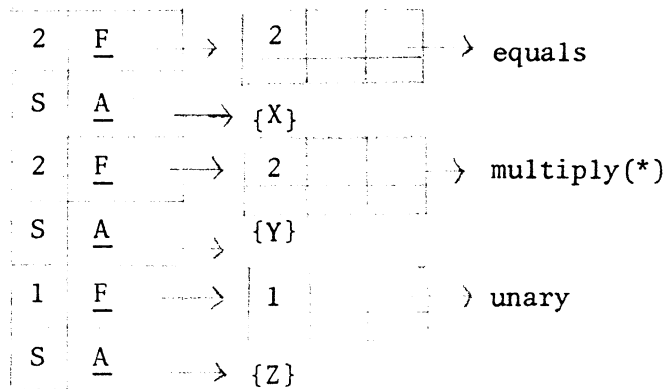 2 F → 2 → equals
S A → {X}
2 F → 2 → multiply(*)
S A → {Y}
1 F → 1 → unary
S A → {Z}